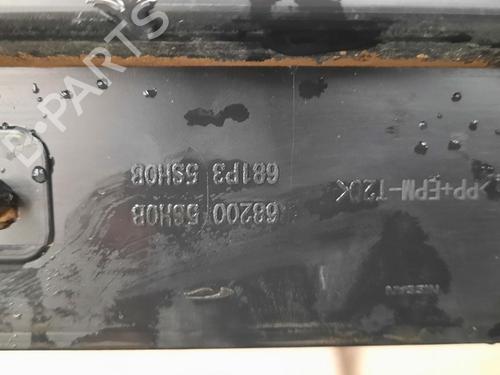 NISSAN
68200 5SH0B
681P3 5SH0B
>PP+EPM-T20<
B-PARTS